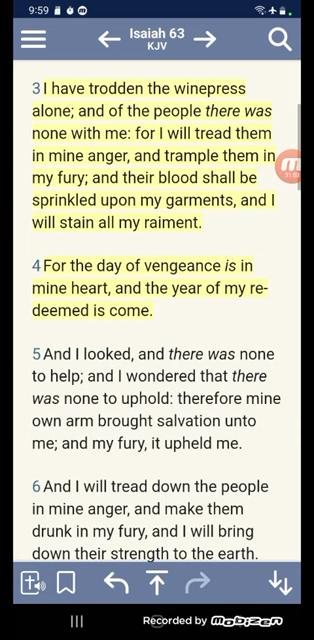 9:59
Isaiah 63
KJV
3 I have trodden the winepress
alone; and of the people there was
none with me: for I will tread them
in mine anger, and trample them in
my fury; and their blood shall be
sprinkled upon my garments, and I
will stain all my raiment.
4 For the day of vengeance is in
mine heart, and the year of my re-
deemed is come.
5 And I looked, and there was none
to help; and I wondered that there
was none to uphold: therefore mine
own arm brought salvation unto
me; and my fury, it upheld me.
6 And I will tread down the people
in mine anger, and make them
drunk in my fury, and I will bring
down their strength to the earth.
Recorded by mobizen